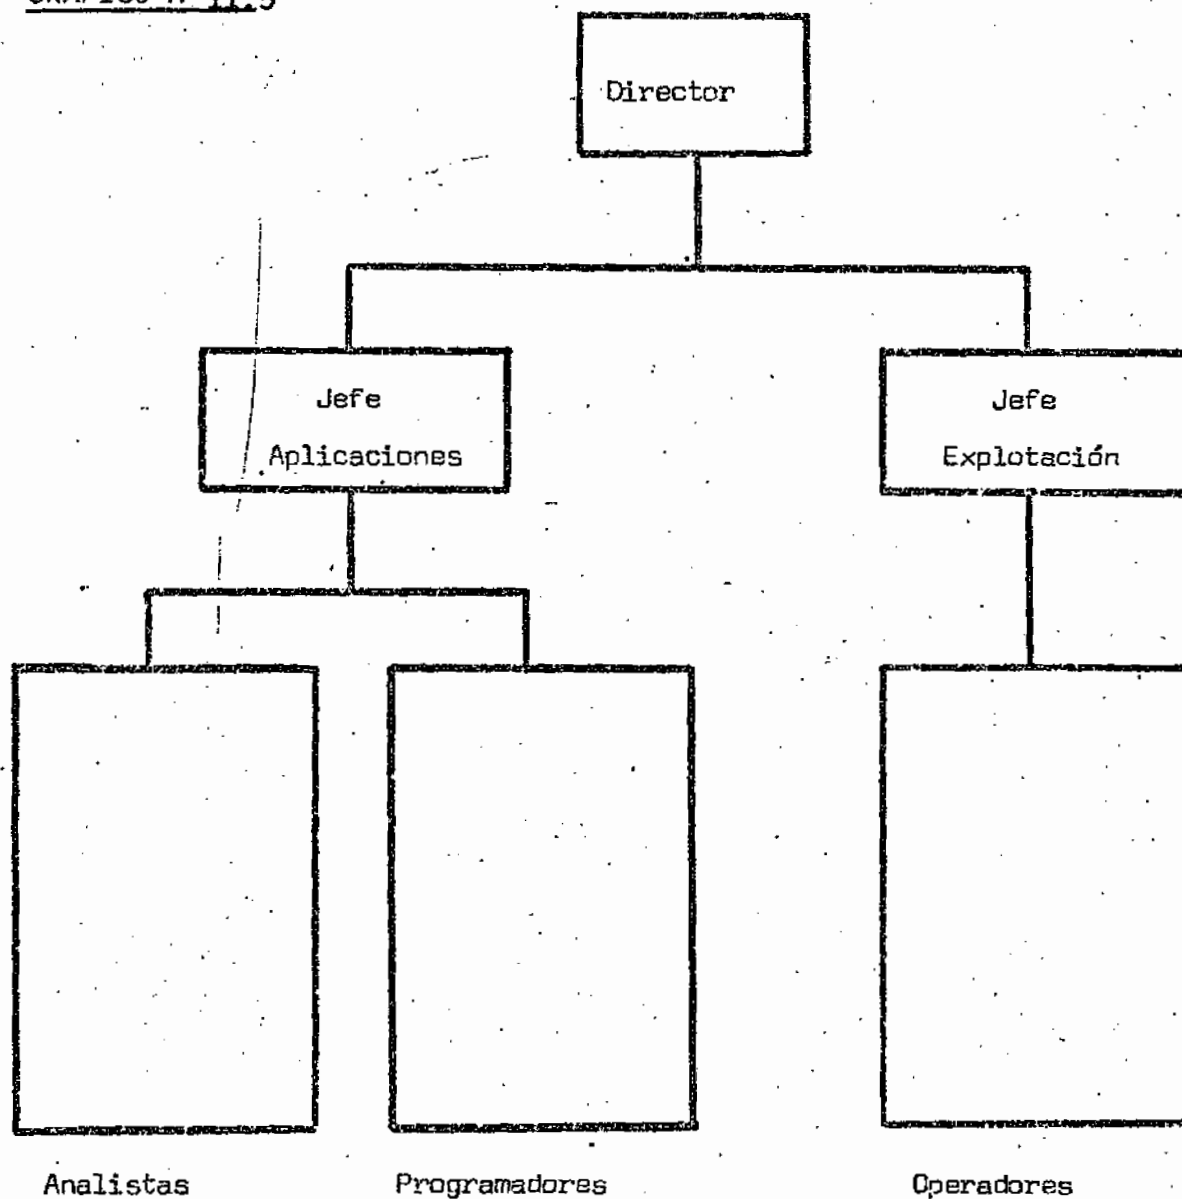 Director
Jefe
Aplicaciones
Jefe
Explotación
Analistas
Programadores
Operadores